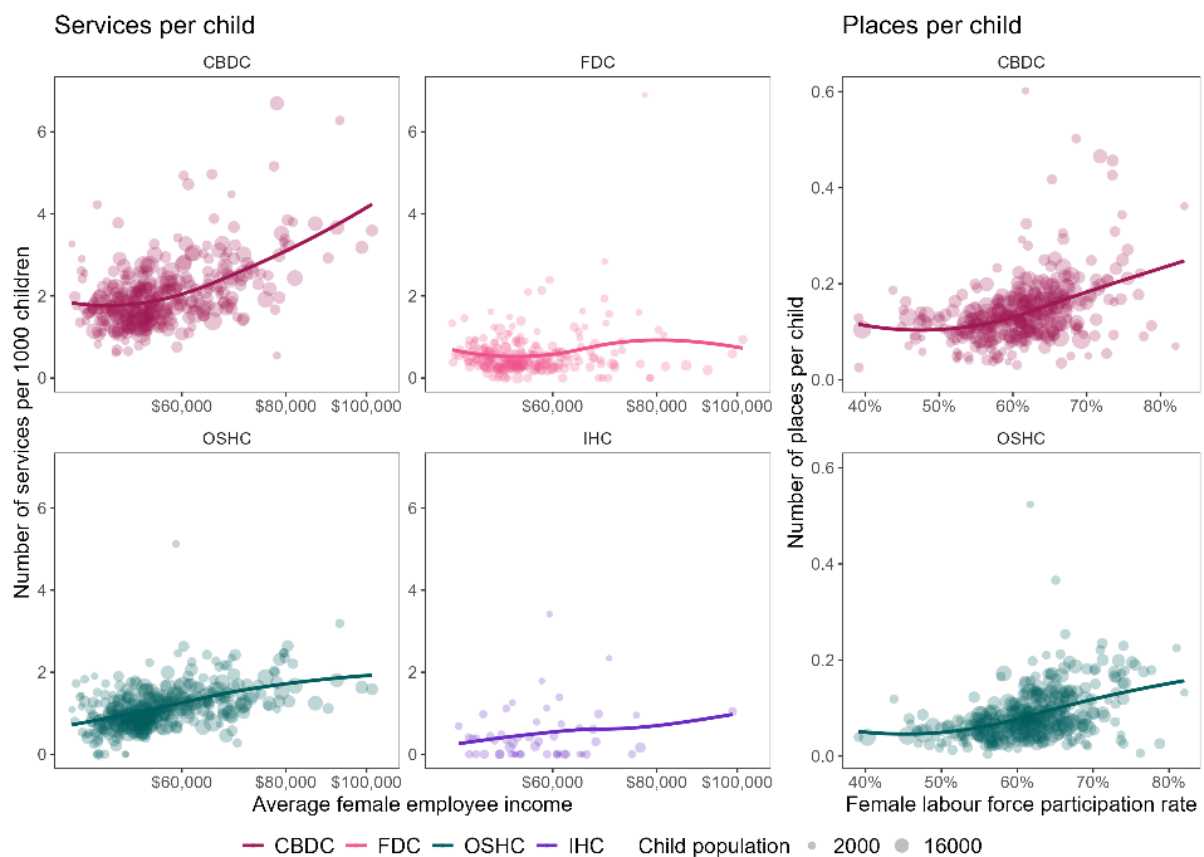 Services per child
Places per child
CBDC
FDC
CBDC
Number of services per 1000 children
6
4
2
0
6
4
2
0
Number of places per child
0.6
0.4
0.2
0.0
$60,000 $80,000 $100,000
$60,000 $80,000 $100,000
40% 50% 60% 70% 80%
OSHC
IHC
OSHC
6
4
2
0
6
4
2
0
0.6
0.4
0.2
0.0
$60,000 $80,000 $100,000
$60,000 $80,000 $100,000
40% 50% 60% 70% 80%
Average female employee income
Female labour force participation rate
CBDC FDC OSHC IHC Child population 2000 16000